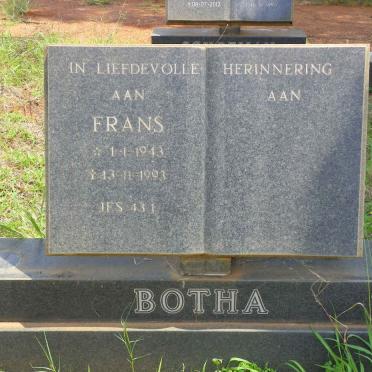 IN LIEFDEVOLLE HERINNERING
AAN AAN
FRANS
☆ 1-1-1943
✝ 13-11-1993
JES 43:1
BOTHA